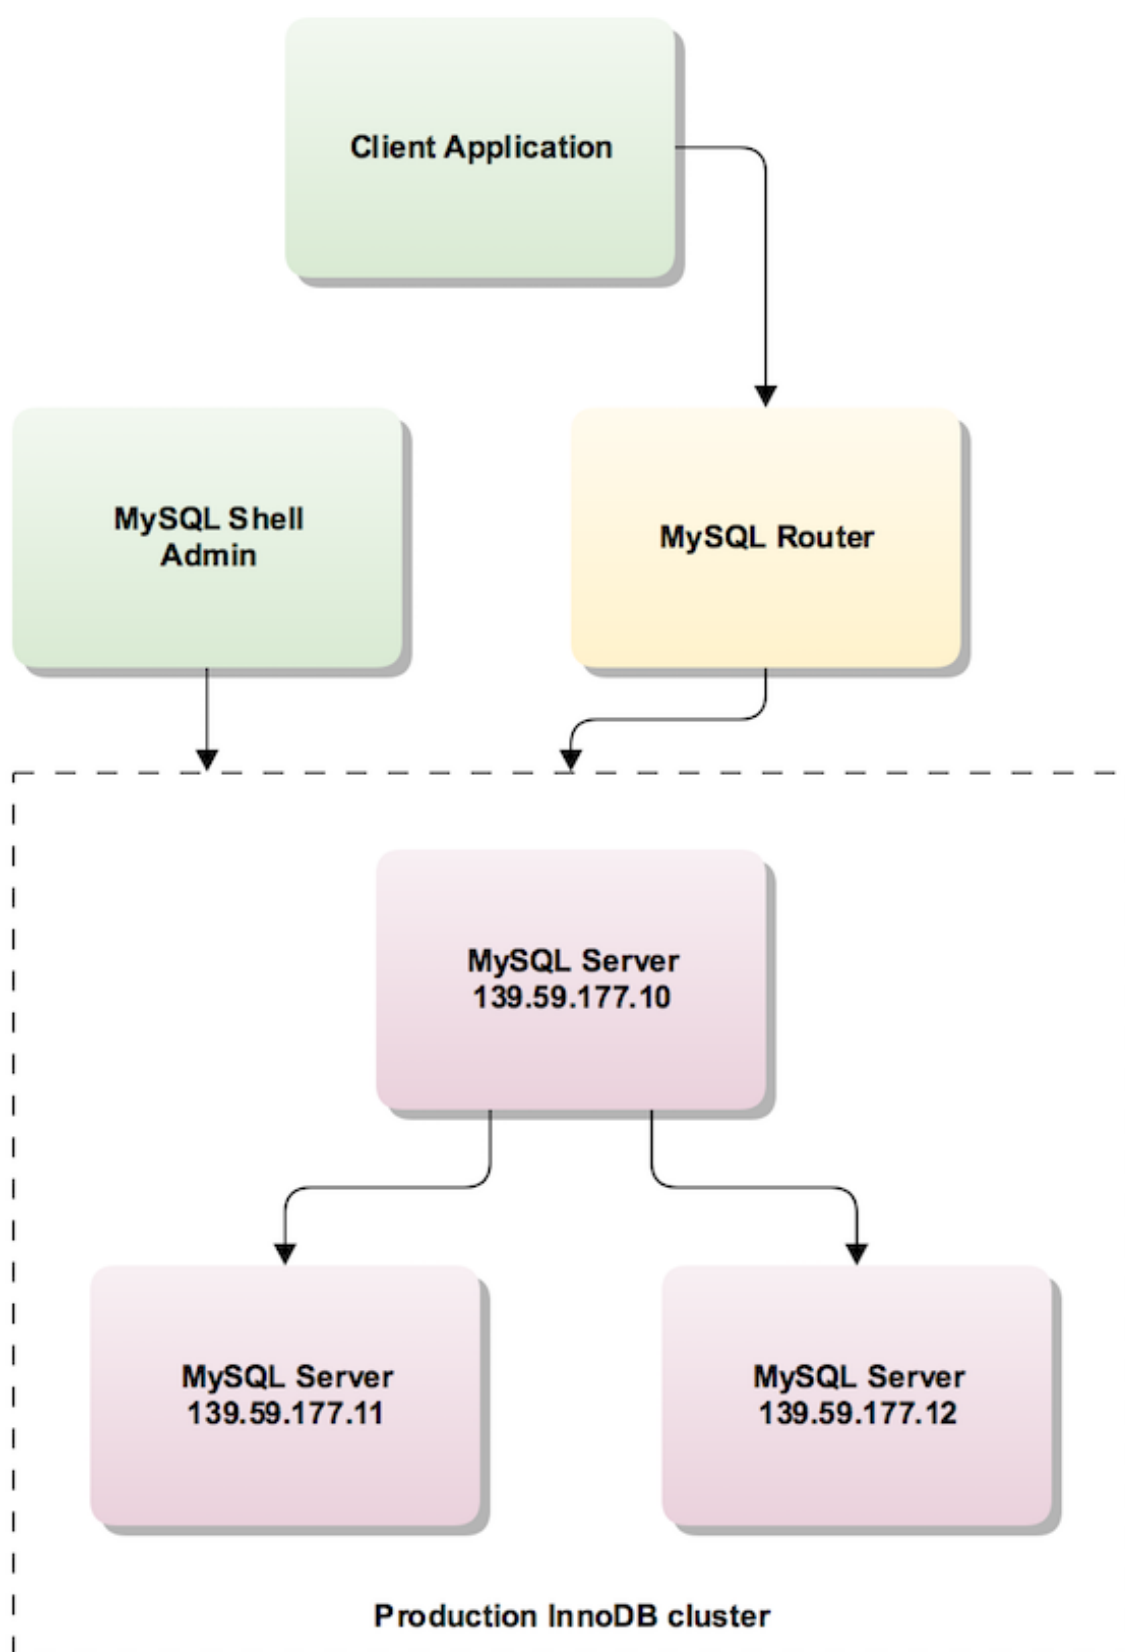 Client Application
MySQL Shell
Admin
MySQL Router
MySQL Server
139.59.177.10
MySQL Server
139.59.177.11
MySQL Server
139.59.177.12
Production InnoDB cluster